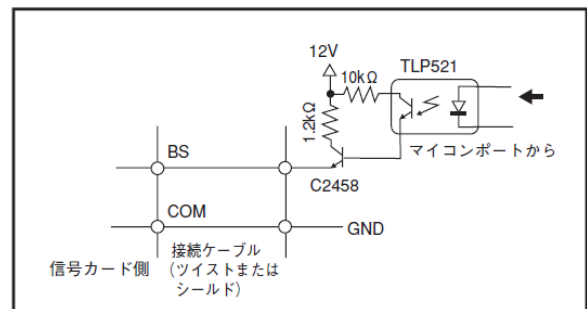 12V
TLP521
10kΩ
1.2kΩ
マイコンポートから
BS
C2458
COM
GND
信号カード側
接続ケーブル
(ツイストまたは
シールド)